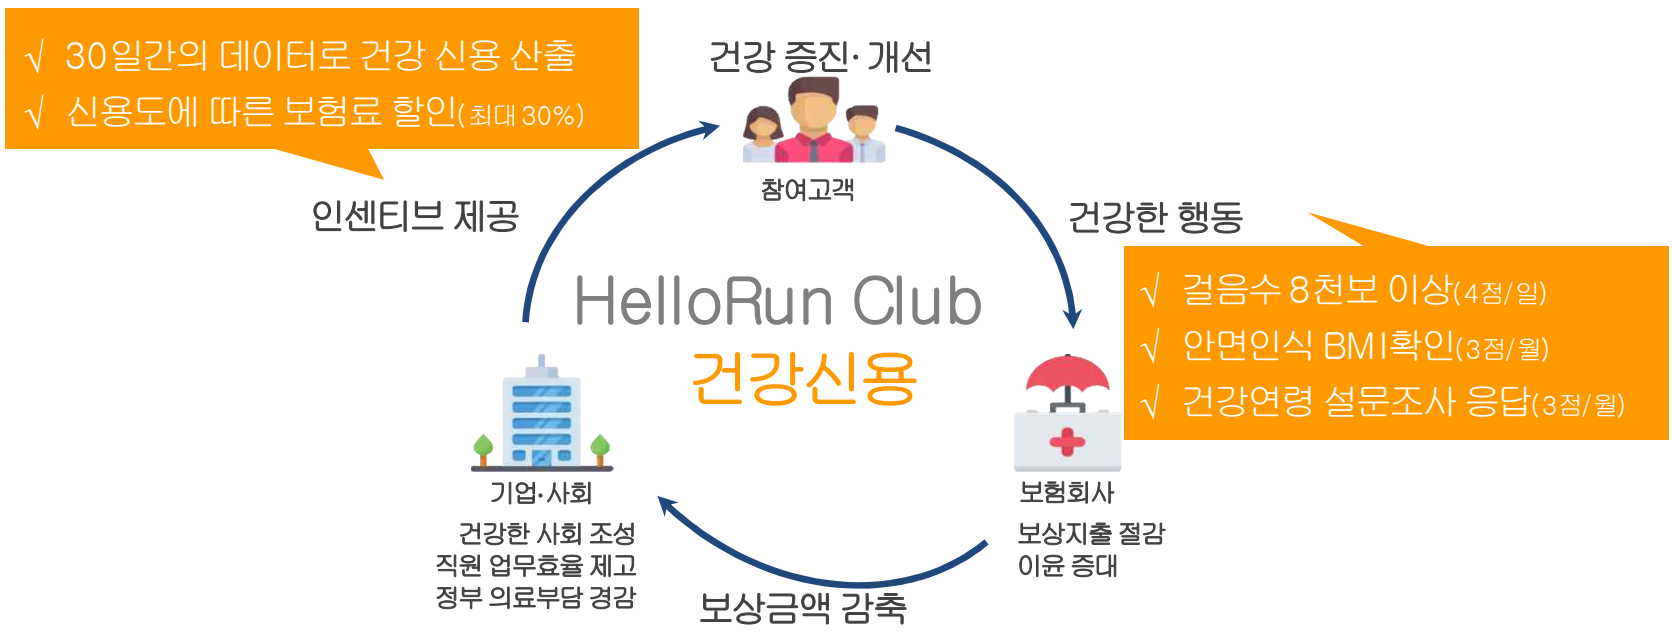 √ 30일간의 데이터로 건강 신용 산출
√ 신용도에 따른 보험료 할인(최대 30%)
건강 증진· 개선
참여고객
인센티브 제공
건강한 행동
HelloRun Club
건강신용
√ 걸음수 8천보 이상(4점/일)
√ 안면인식 BMI확인(3점/월)
√ 건강연령 설문조사 응답(3점/월)
기업·사회
건강한 사회 조성
직원 업무효율 제고
정부 의료부담 경감
보험회사
보상지출 절감
이윤 증대
보상금액 감축